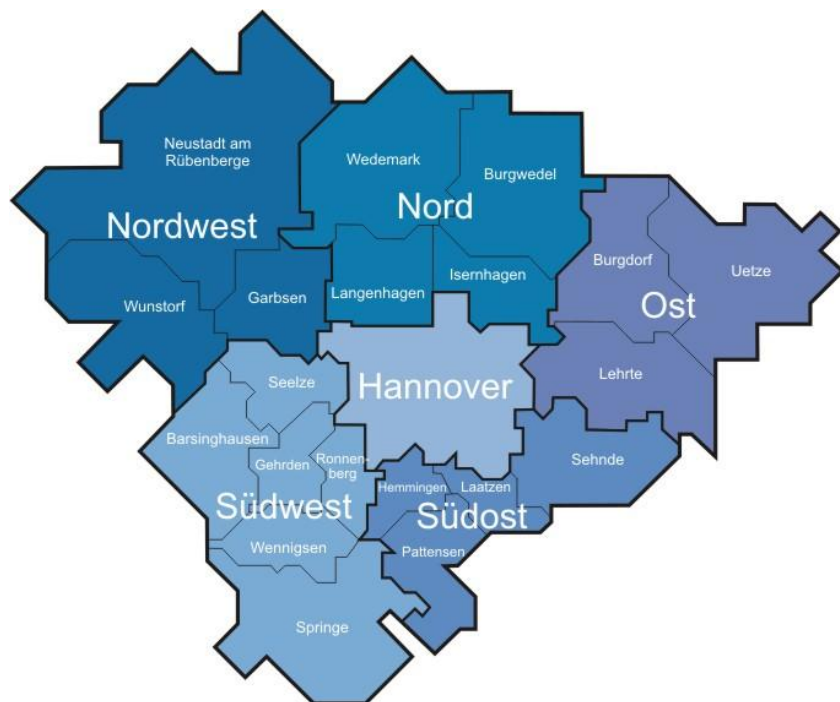 Neustadt am
Rübenberge
Wedemark
Burgwedel
Nordwest
Nord
Burgdorf
Uetze
Isernhagen
Wunstorf
Garbsen
Langenhagen
Ost
Seelze
Hannover
Lehrte
Barsinghausen
Gehrden
Ronnen-
berg
Sehnde
Hemmingen
Laatzen
Südwest
Südost
Wennigsen
Pattensen
Springe